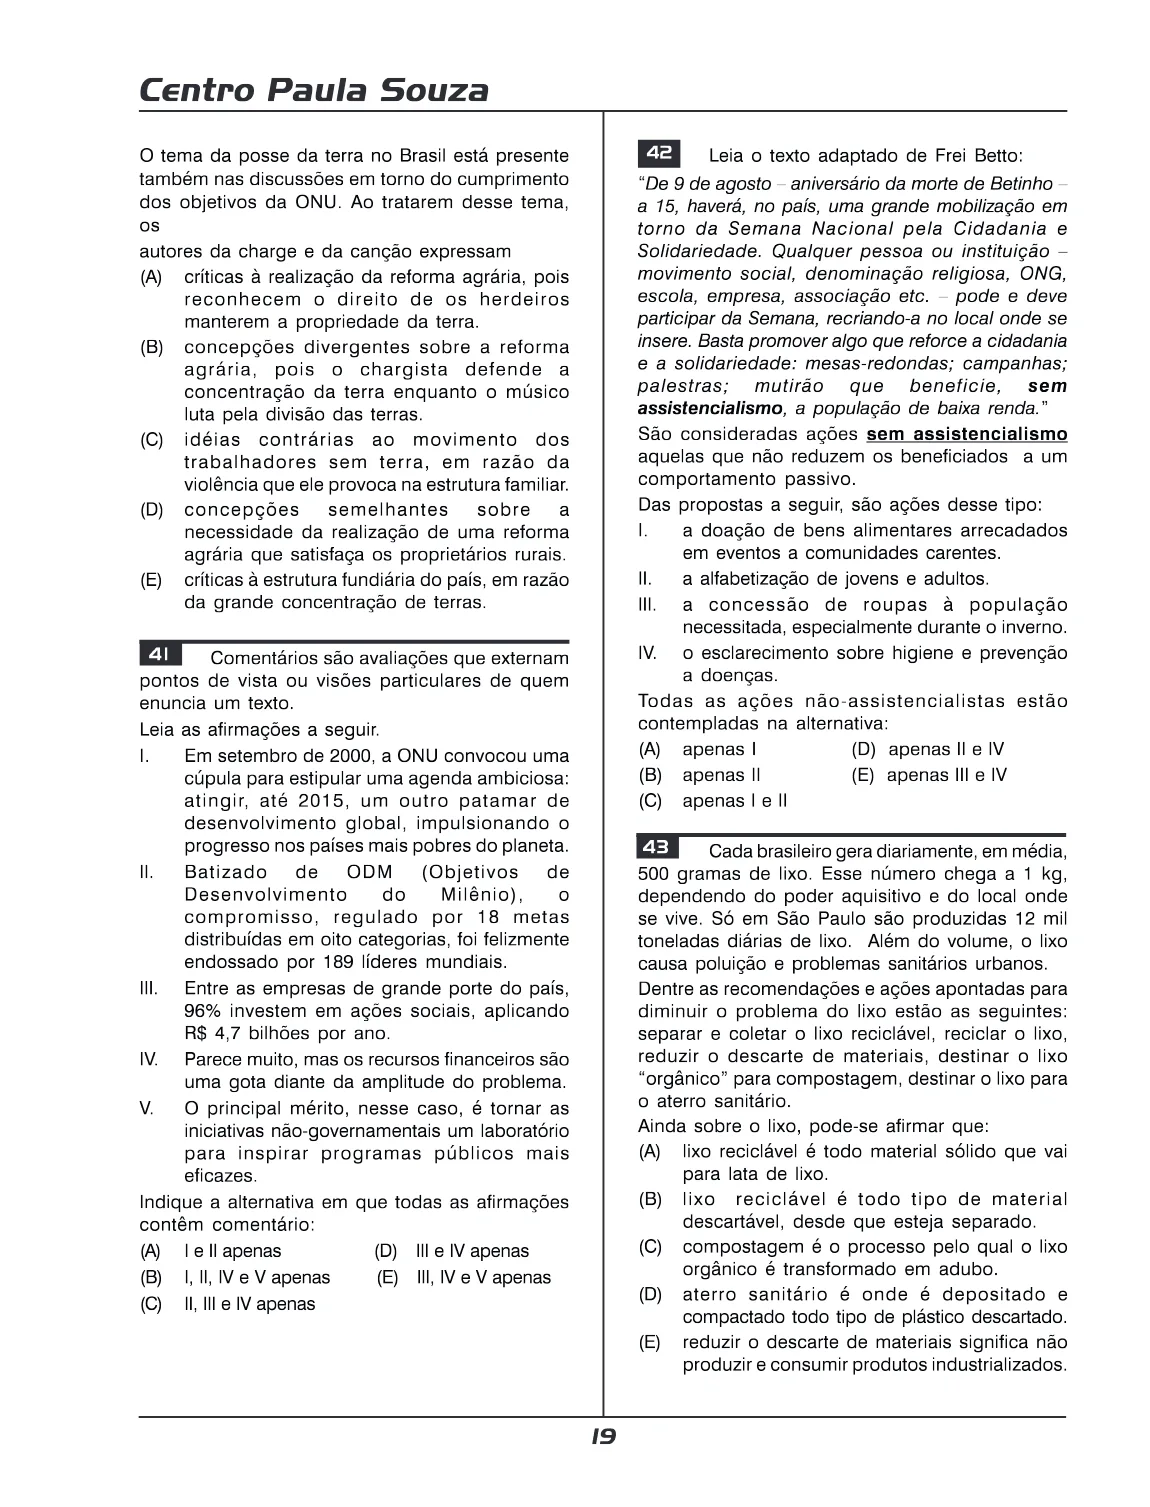 Centro Paula Souza
O tema da posse da terra no Brasil está presente
também nas discussões em torno do cumprimento
dos objetivos da ONU. Ao tratarem desse tema,
os
autores da charge e da canção expressam
(A) críticas à realização da reforma agrária, pois
reconhecem o direito de os herdeiros
manterem a propriedade da terra.
(B) concepções divergentes sobre a reforma
agrária, pois o chargista defende a
concentração da terra enquanto o músico
luta pela divisão das terras.
(C) idéias contrárias ao movimento dos
trabalhadores sem terra, em razão da
violência que ele provoca na estrutura familiar.
(D) concepções semelhantes sobre a
necessidade da realização de uma reforma
agrária que satisfaça os proprietários rurais.
(E) críticas à estrutura fundiária do país, em razão
da grande concentração de terras.
41 Comentários são avaliações que externam
pontos de vista ou visões particulares de quem
enuncia um texto.
Leia as afirmações a seguir.
I. Em setembro de 2000, a ONU convocou uma
cúpula para estipular uma agenda ambiciosa:
atingir, até 2015, um outro patamar de
desenvolvimento global, impulsionando o
progresso nos países mais pobres do planeta.
II. Batizado de ODM (Objetivos de
Desenvolvimento do Milênio), o
compromisso, regulado por 18 metas
distribuídas em oito categorias, foi felizmente
endossado por 189 líderes mundiais.
III. Entre as empresas de grande porte do país,
96% investem em ações sociais, aplicando
R$ 4,7 bilhões por ano.
IV. Parece muito, mas os recursos financeiros são
uma gota diante da amplitude do problema.
V. O principal mérito, nesse caso, é tornar as
iniciativas não-governamentais um laboratório
para inspirar programas públicos mais
eficazes.
Indique a alternativa em que todas as afirmações
contêm comentário:
(A) I e II apenas (D) III e IV apenas
(B) I, II, IV e V apenas (E) III, IV e V apenas
(C) II, III e IV apenas
42 Leia o texto adaptado de Frei Betto:
“De 9 de agosto – aniversário da morte de Betinho –
a 15, haverá, no país, uma grande mobilização em
torno da Semana Nacional pela Cidadania e
Solidariedade. Qualquer pessoa ou instituição –
movimento social, denominação religiosa, ONG,
escola, empresa, associação etc. – pode e deve
participar da Semana, recriando-a no local onde se
insere. Basta promover algo que reforce a cidadania
e a solidariedade: mesas-redondas; campanhas;
palestras; mutirão que beneficie, sem
assistencialismo, a população de baixa renda.”
São consideradas ações sem assistencialismo
aquelas que não reduzem os beneficiados a um
comportamento passivo.
Das propostas a seguir, são ações desse tipo:
I. a doação de bens alimentares arrecadados
em eventos a comunidades carentes.
II. a alfabetização de jovens e adultos.
III. a concessão de roupas à população
necessitada, especialmente durante o inverno.
IV. o esclarecimento sobre higiene e prevenção
a doenças.
Todas as ações não-assistencialistas estão
contempladas na alternativa:
(A) apenas I (D) apenas II e IV
(B) apenas II (E) apenas III e IV
(C) apenas I e II
43 Cada brasileiro gera diariamente, em média,
500 gramas de lixo. Esse número chega a 1 kg,
dependendo do poder aquisitivo e do local onde
se vive. Só em São Paulo são produzidas 12 mil
toneladas diárias de lixo. Além do volume, o lixo
causa poluição e problemas sanitários urbanos.
Dentre as recomendações e ações apontadas para
diminuir o problema do lixo estão as seguintes:
separar e coletar o lixo reciclável, reciclar o lixo,
reduzir o descarte de materiais, destinar o lixo
“orgânico” para compostagem, destinar o lixo para
o aterro sanitário.
Ainda sobre o lixo, pode-se afirmar que:
(A) lixo reciclável é todo material sólido que vai
para lata de lixo.
(B) lixo reciclável é todo tipo de material
descartável, desde que esteja separado.
(C) compostagem é o processo pelo qual o lixo
orgânico é transformado em adubo.
(D) aterro sanitário é onde é depositado e
compactado todo tipo de plástico descartado.
(E) reduzir o descarte de materiais significa não
produzir e consumir produtos industrializados.
19